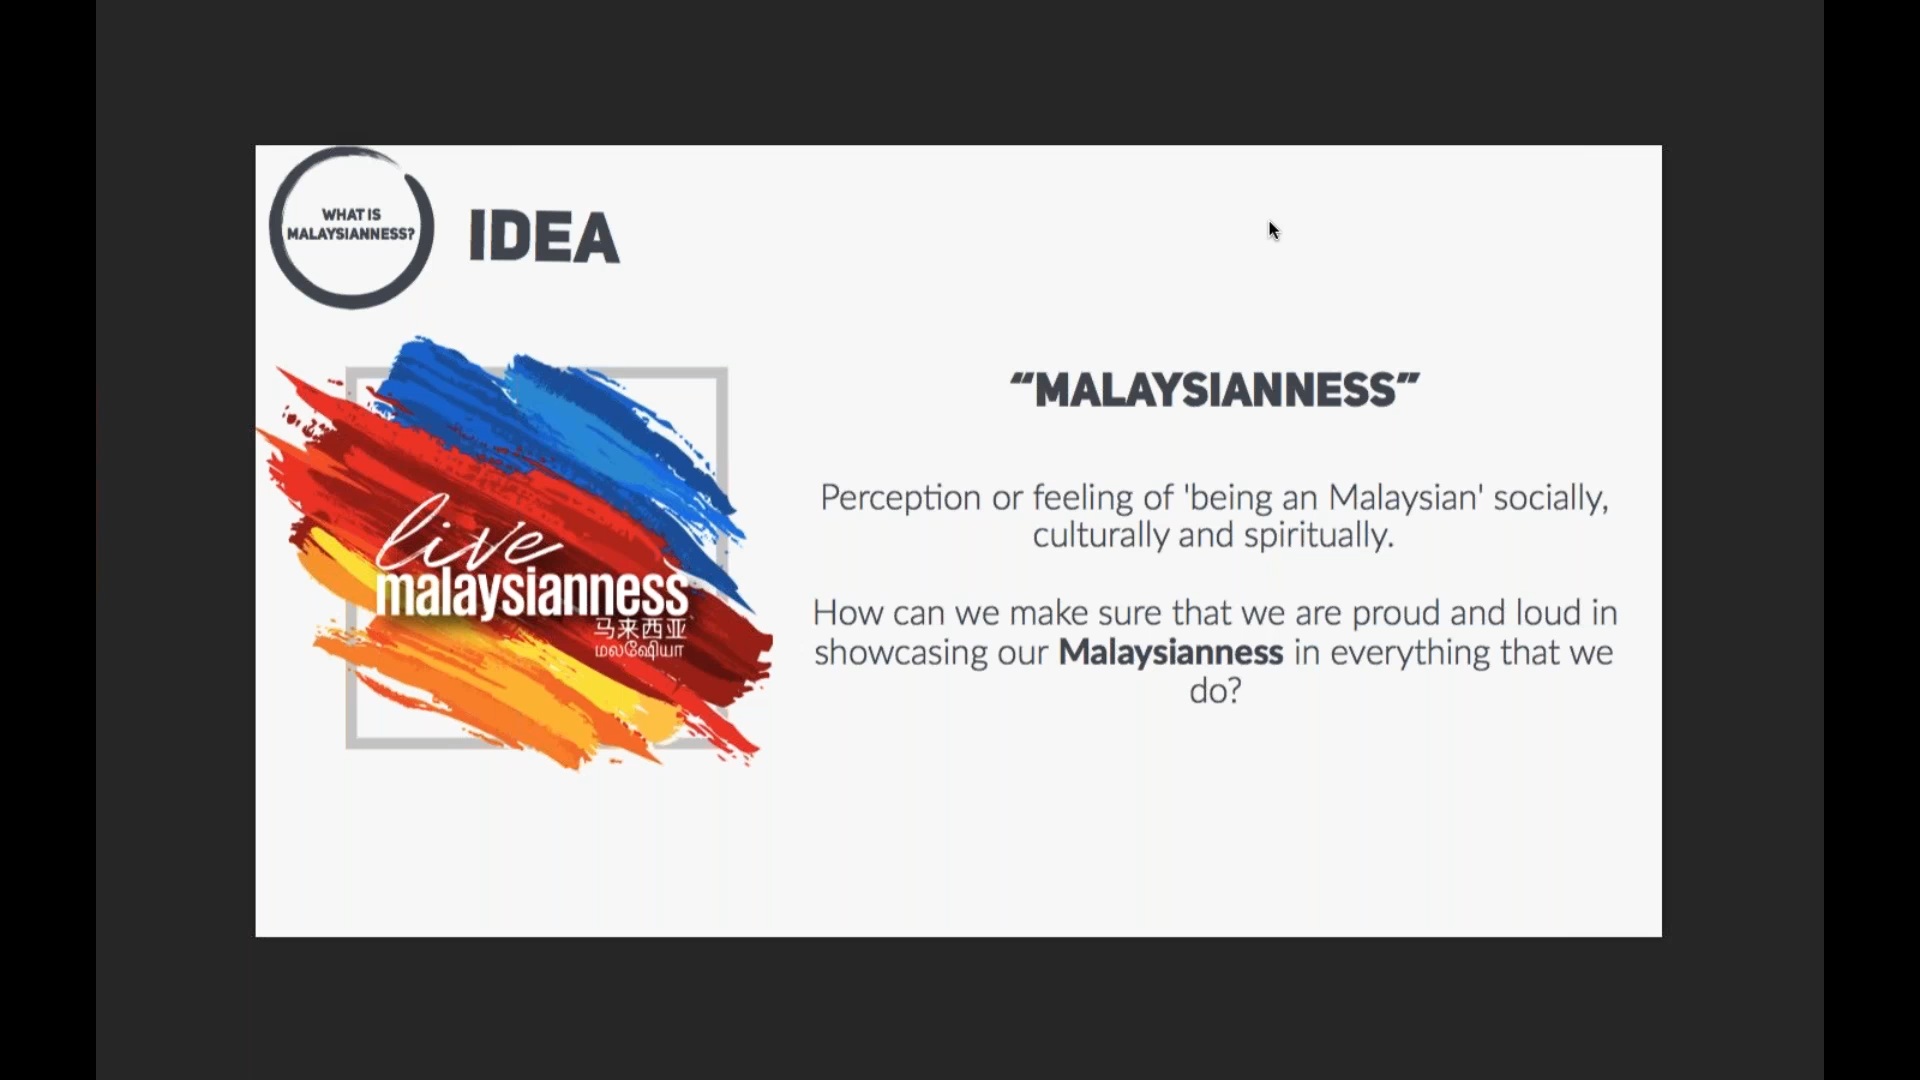 WHAT IS
MALAYSIANNESS?
IDEA
live
malaysianness
马来西亚
மலேஷியா
“MALAYSIANNESS”
Perception or feeling of 'being an Malaysian' socially,
culturally and spiritually.
How can we make sure that we are proud and loud in
showcasing our Malaysianness in everything that we
do?